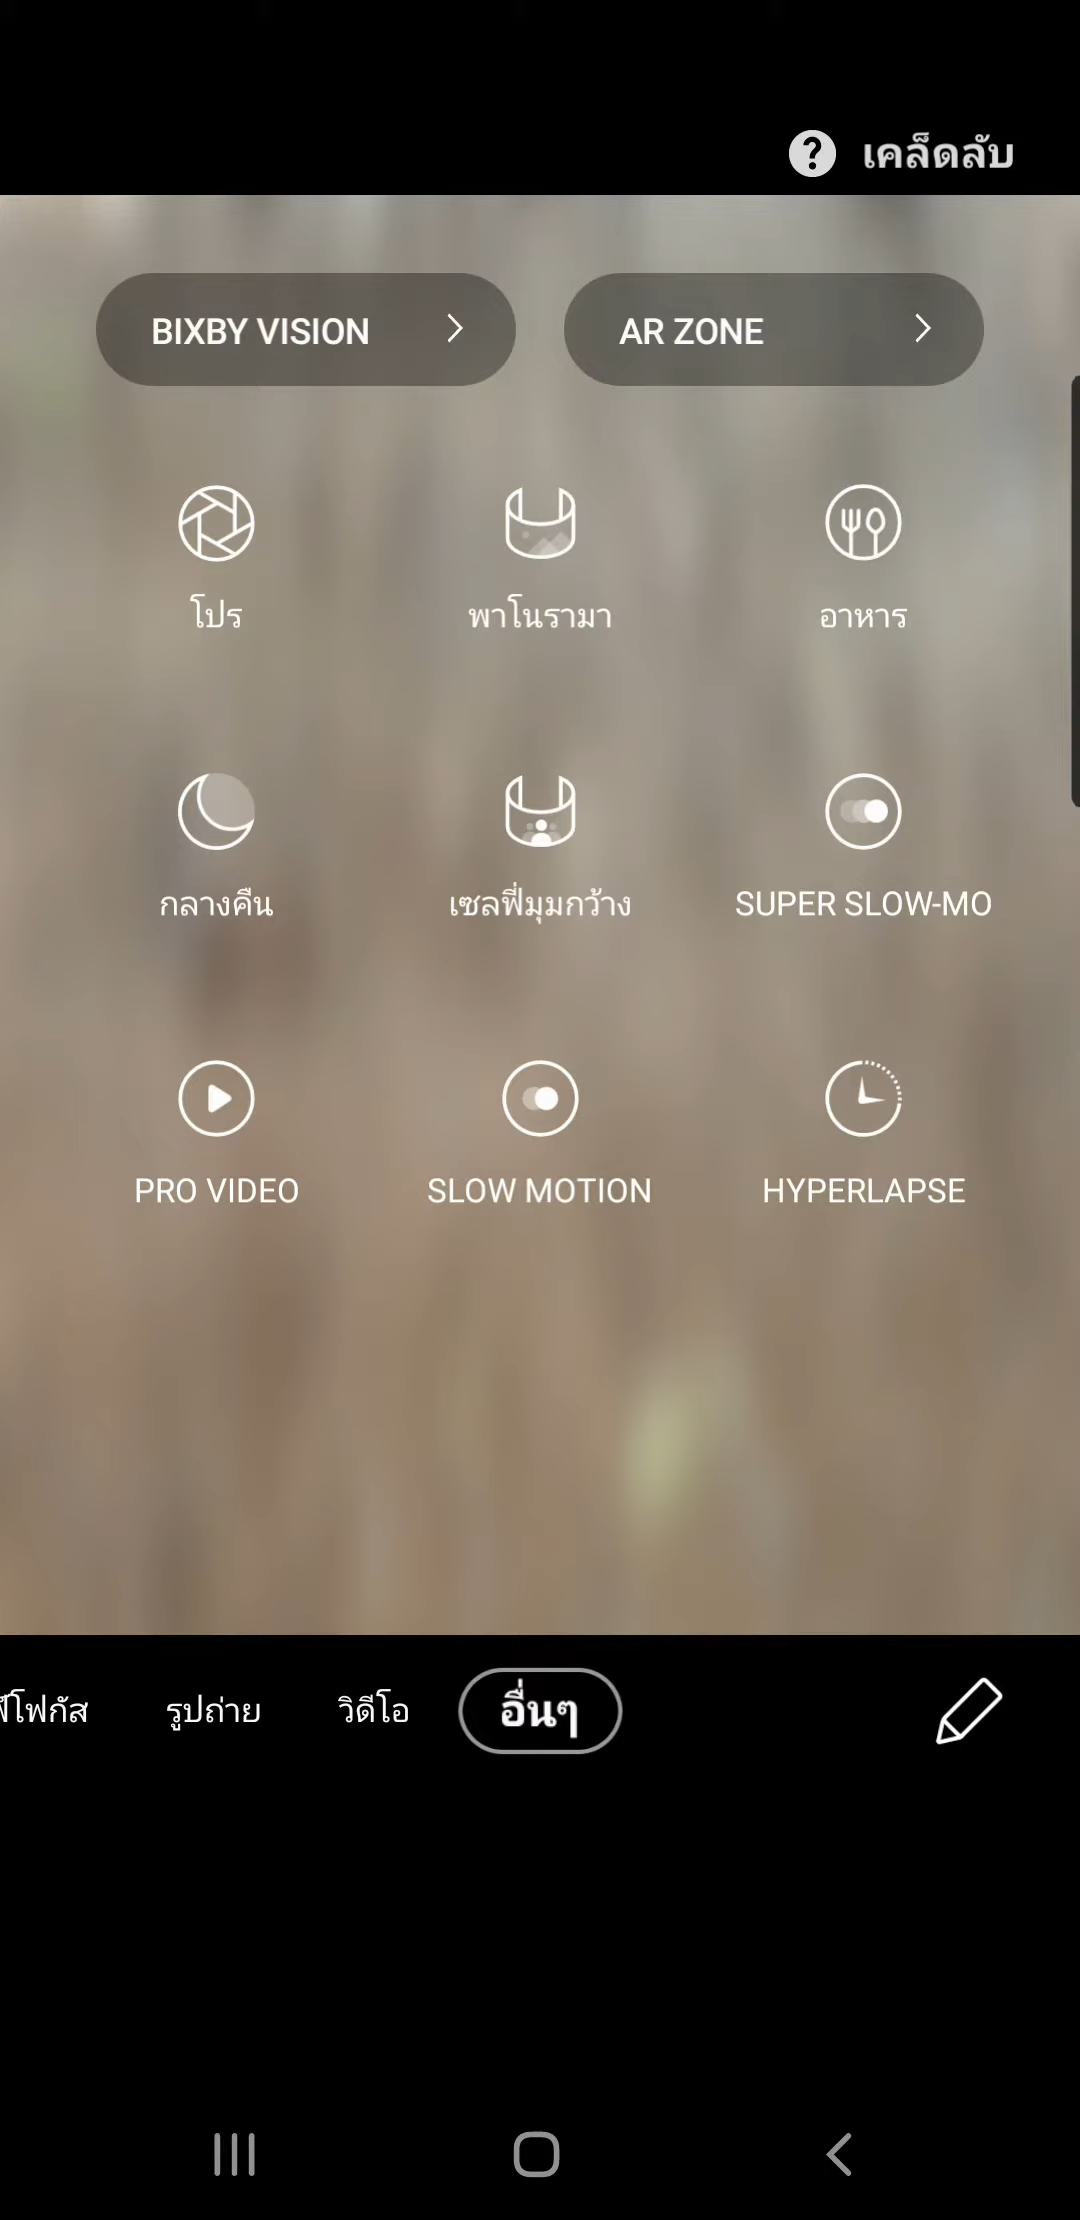 เคล็ดลับ
BIXBY VISION
AR ZONE
โปร
พาโนรามา
อาหาร
กลางคืน
เซลฟี่มุมกว้าง
SUPER SLOW-MO
PRO VIDEO
SLOW MOTION
HYPERLAPSE
รูปถ่าย
วิดีโอ
อื่นๆ